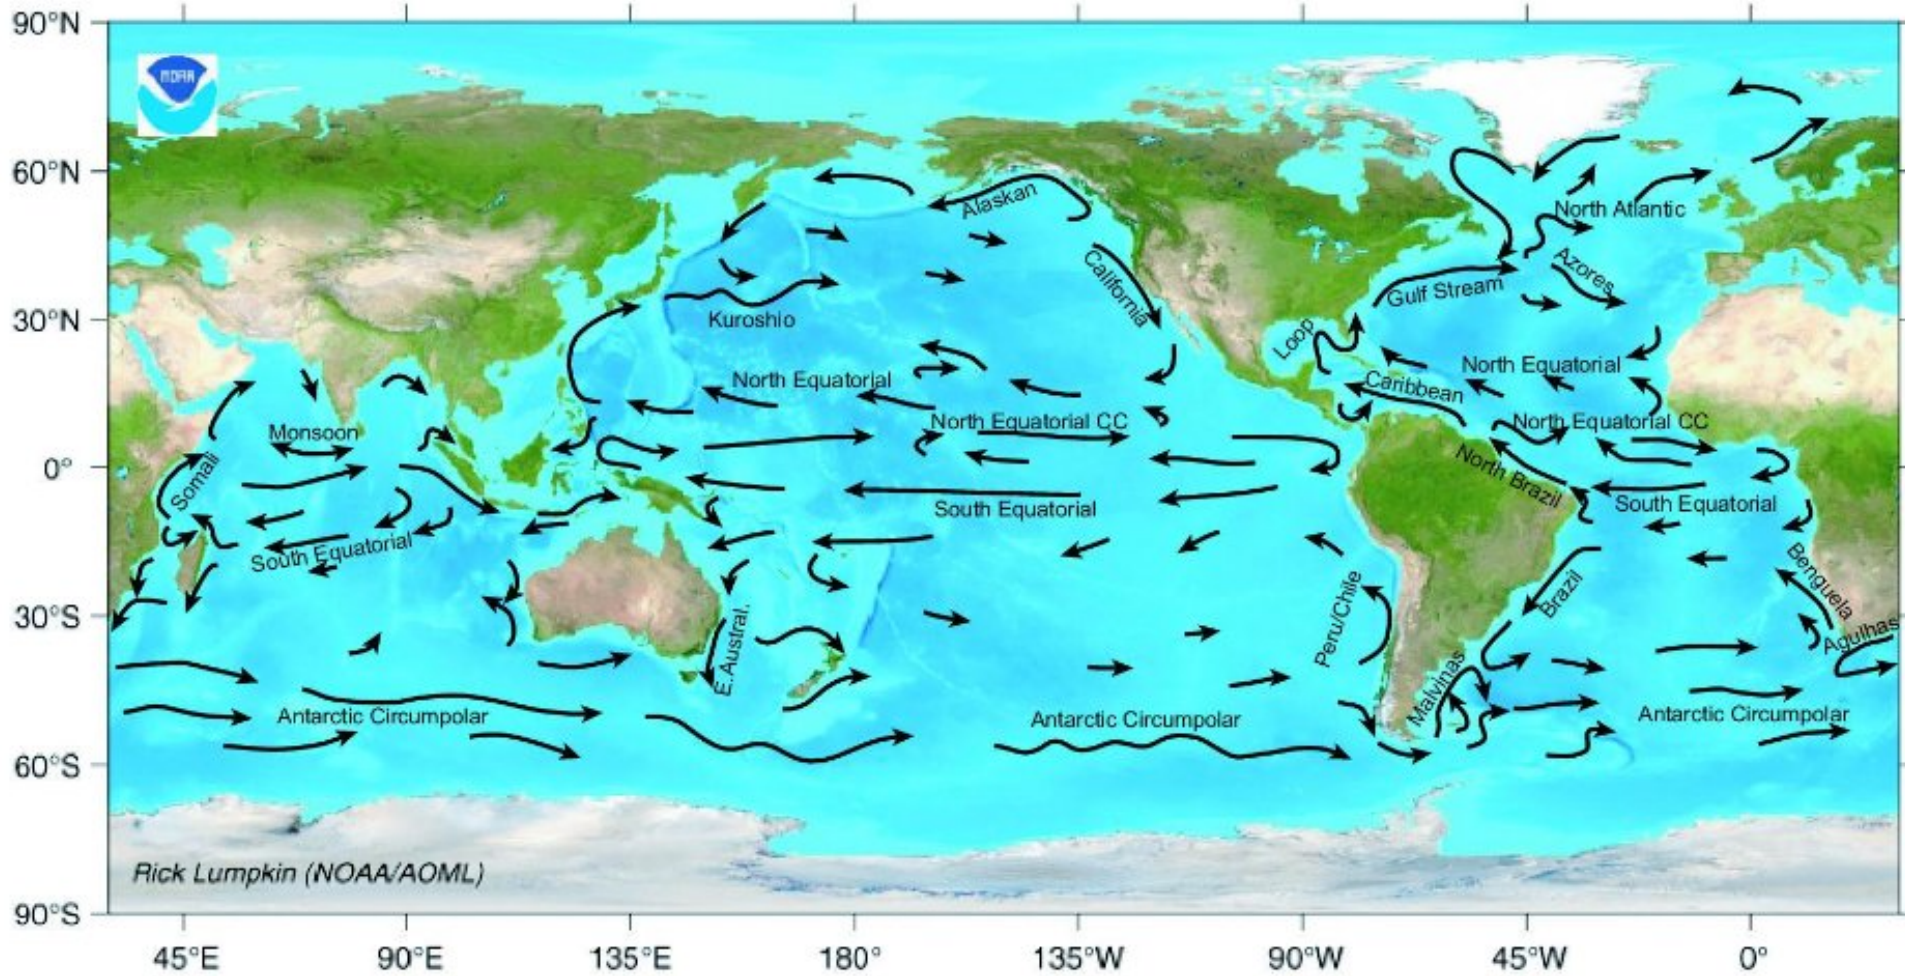 90°N
NOAA
60°N
Alaskan
North Atlantic
California
Azores
Gulf Stream
30°N
Kuroshio
Loop
North Equatorial
North Equatorial
Caribbean
North Equatorial CC
North Equatorial CC
Monsoon
Somali
0°
North Brazil
South Equatorial
South Equatorial
South Equatorial
Benguela
Brazil
Peru/Chile
30°S
E.Austral.
Agulhas
Malvinas
Antarctic Circumpolar
Antarctic Circumpolar
Antarctic Circumpolar
60°S
Rick Lumpkin (NOAA/AOML)
90°S
45°E 90°E 135°E 180° 135°W 90°W 45°W 0°